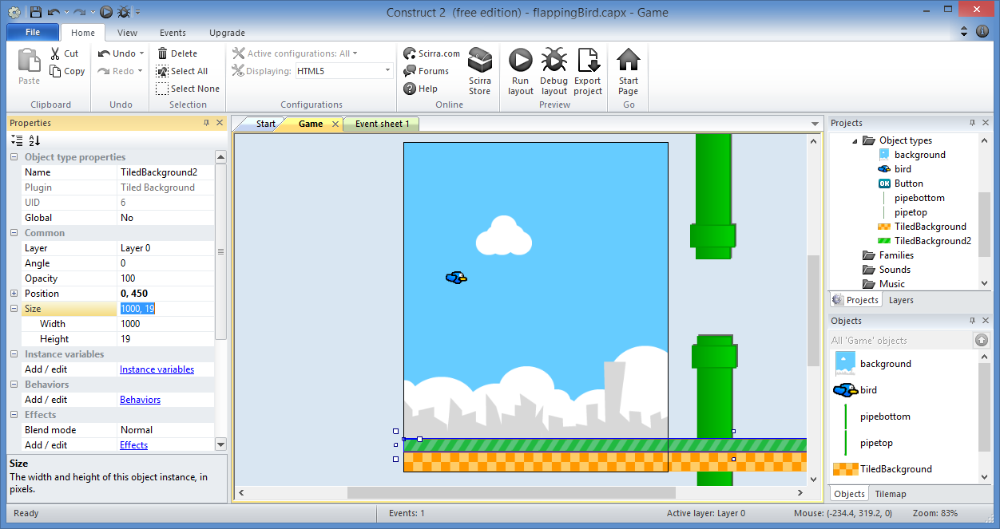 Construct 2 (free edition) - flappingBird.capx - Game
File Home View Events Upgrade
Paste
Cut
Copy
Clipboard
Undo
Redo
Undo
Delete
Select All
Select None
Selection
Active configurations: All
Displaying: HTML5
Configurations
Scirra.com
Forums
Help
Scirra Store
Online
Run layout
Debug layout
Export project
Preview
Start Page
Go
Properties
Object type properties
Name TiledBackground2
Plugin Tiled Background
UID 6
Global No
Common
Layer Layer 0
Angle 0
Opacity 100
Position 0, 450
Size 1000, 19
Width 1000
Height 19
Instance variables
Add / edit Instance variables
Behaviors
Add / edit Behaviors
Effects
Blend mode Normal
Add / edit Effects
Size
The width and height of this object instance, in
pixels.
Start Game Event sheet 1
Projects
Object types
background
bird
OK Button
pipebottom
pipetop
TiledBackground
TiledBackground2
Families
Sounds
Music
Projects Layers
Objects
All 'Game' objects
background
bird
pipebottom
pipetop
TiledBackground
Objects Tilemap
Ready Events: 1 Active layer: Layer 0 Mouse: (-234.4, 319.2, 0) Zoom: 83%